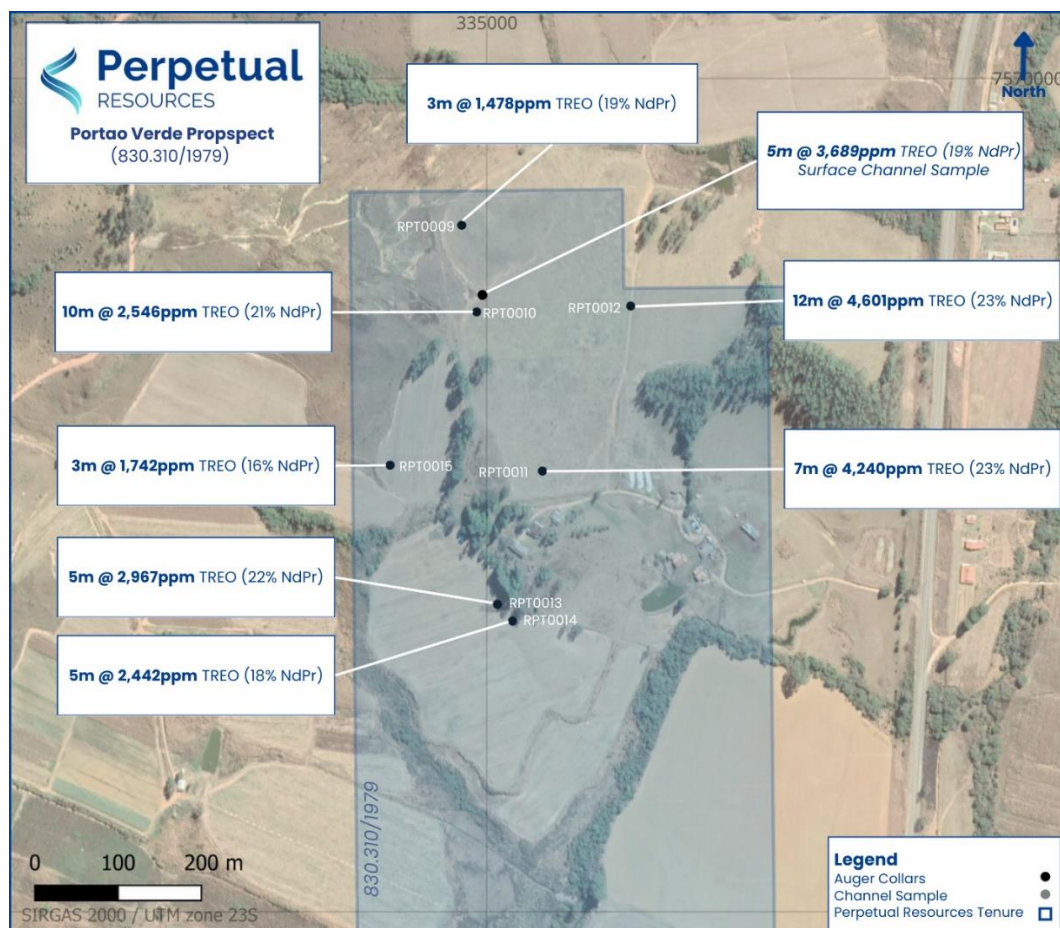 335000
7570000
North
Perpetual
RESOURCES
Portao Verde Propspect
(830.310/1979)
3m @ 1,478ppm TREO (19% NdPr)
5m @ 3,689ppm TREO (19% NdPr)
Surface Channel Sample
RPT0009
10m @ 2,546ppm TREO (21% NdPr)
RPT0010
RPT0012
12m @ 4,601ppm TREO (23% NdPr)
3m @ 1,742ppm TREO (16% NdPr)
RPT0015
RPT0011
7m @ 4,240ppm TREO (23% NdPr)
5m @ 2,967ppm TREO (22% NdPr)
RPT0013
RPT0014
5m @ 2,442ppm TREO (18% NdPr)
830.310/1979
0 100 200 m
SIRGAS 2000 / UTM zone 23S
Legend
Auger Collars
Channel Sample
Perpetual Resources Tenure